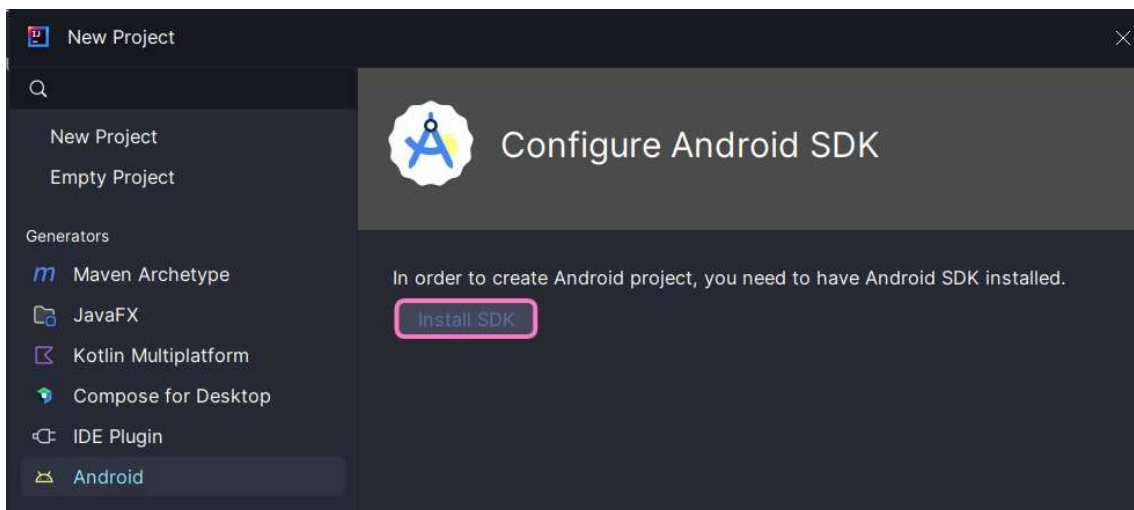 New Project
New Project
Empty Project
Generators
Maven Archetype
JavaFX
Kotlin Multiplatform
Compose for Desktop
IDE Plugin
Android
Configure Android SDK
In order to create Android project, you need to have Android SDK installed.
Install SDK